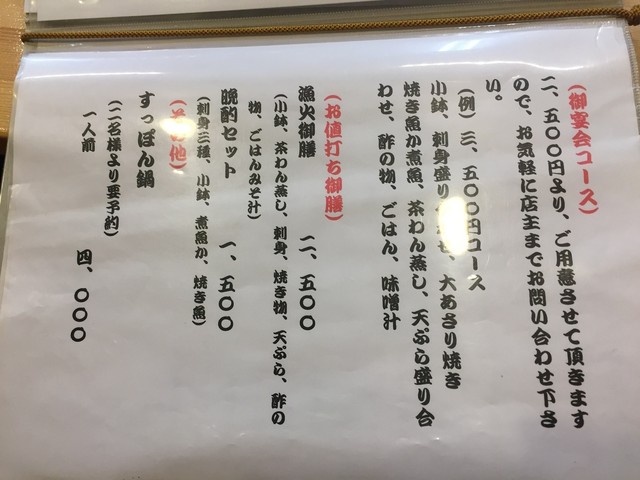 (御宴会コース)
二、五〇〇円より、ご用意させて頂きます
ので、お気軽に店主までお問い合わせ下さ
い。
(例) 三、五〇〇円コース
小鉢、刺身盛り合わせ、大あさり焼き
焼き魚か煮魚、茶わん蒸し、天ぷら盛り合
わせ、酢の物、ごはん、味噌汁
(お値打ち御膳)
漁火御膳 二、五〇〇
(小鉢、茶わん蒸し、刺身、焼き物、天ぷら、酢の
物、ごはんみそ汁)
晩酌セット 一、五〇〇
(刺身三種、小鉢、煮魚か、焼き魚)
(その他)
すっぽん鍋
(二名様より要予約)
一人前 四、〇〇〇